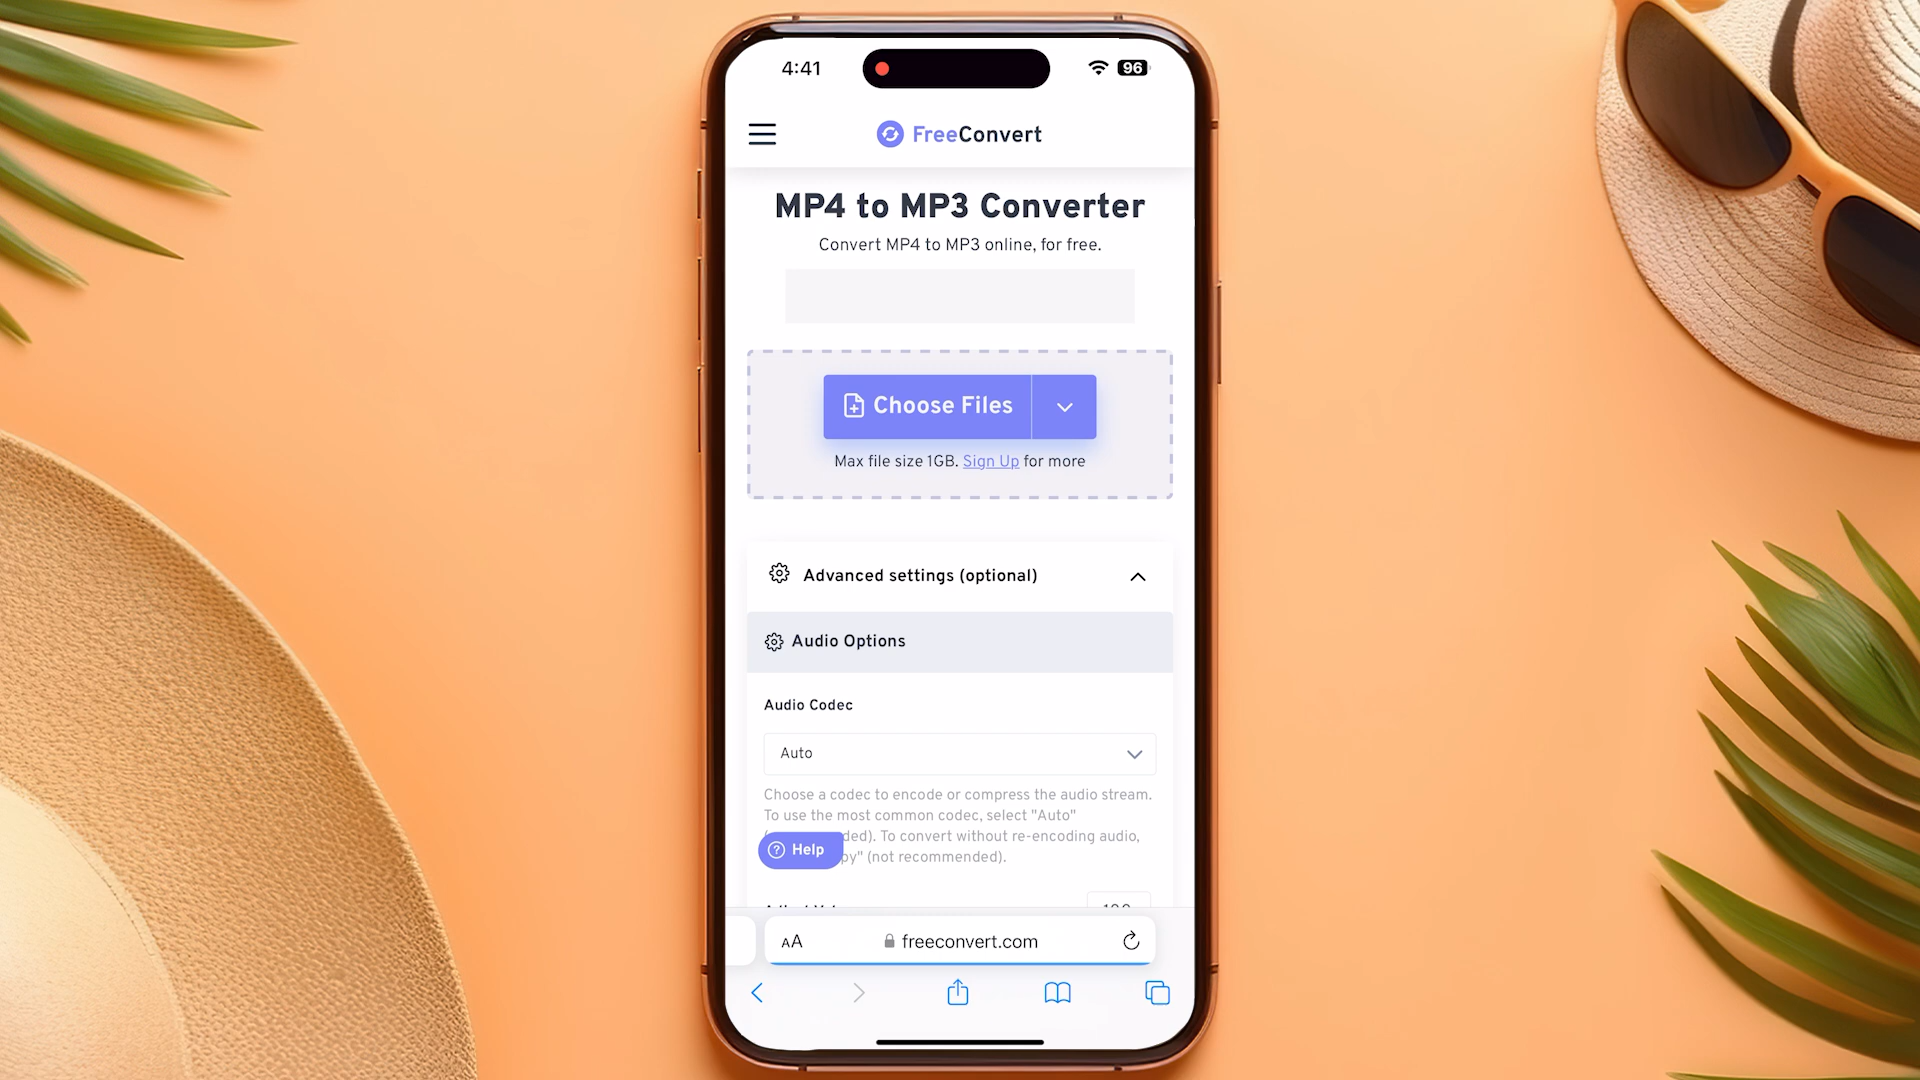 4:41
96
FreeConvert
MP4 to MP3 Converter
Convert MP4 to MP3 online, for free.
Choose Files
Max file size 1GB. Sign Up for more
Advanced settings (optional)
Audio Options
Audio Codec
Auto
Choose a codec to encode or compress the audio stream.
To use the most common codec, select "Auto"
ded). To convert without re-encoding audio,
py" (not recommended).
Help
AA
freeconvert.com